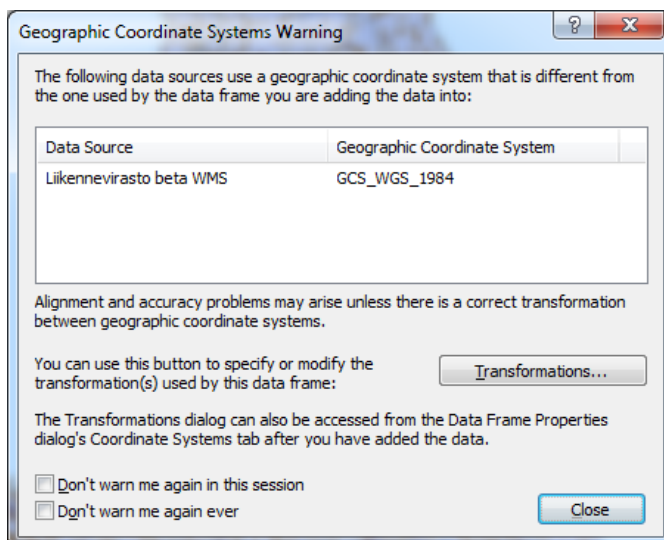 Geographic Coordinate Systems Warning
The following data sources use a geographic coordinate system that is different from
the one used by the data frame you are adding the data into:
Data Source Geographic Coordinate System
Liikennevirasto beta WMS GCS_WGS_1984
Alignment and accuracy problems may arise unless there is a correct transformation
between geographic coordinate systems.
You can use this button to specify or modify the
transformation(s) used by this data frame:
Transformations...
The Transformations dialog can also be accessed from the Data Frame Properties
dialog's Coordinate Systems tab after you have added the data.
Don't warn me again in this session
Don't warn me again ever
Close